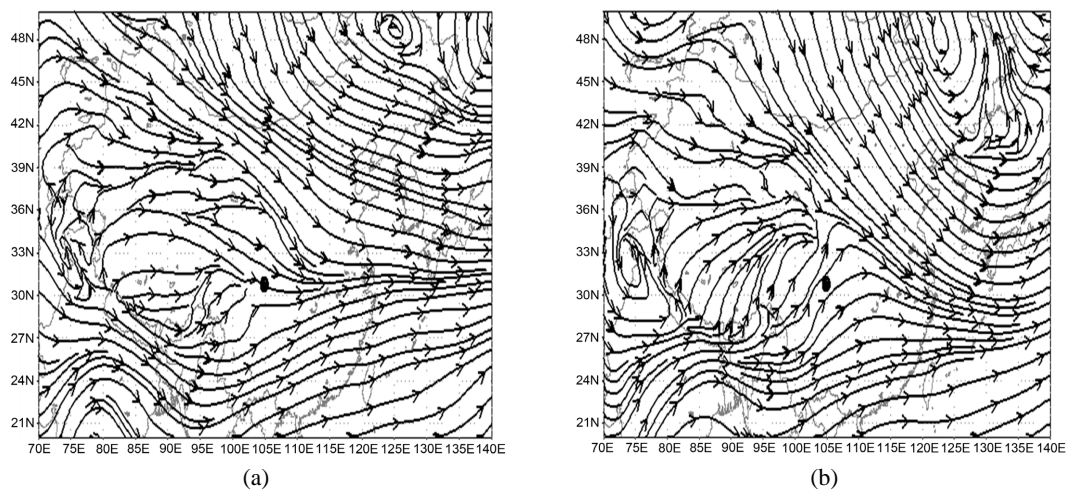 48N
45N
42N
39N
36N
33N
30N
27N
24N
21N
70E 75E 80E 85E 90E 95E 100E 105E 110E 115E 120E 125E 130E 135E 140E
(a)
48N
45N
42N
39N
36N
33N
30N
27N
24N
21N
70E 75E 80E 85E 90E 95E 100E 105E 110E 115E 120E 125E 130E 135E 140E
(b)